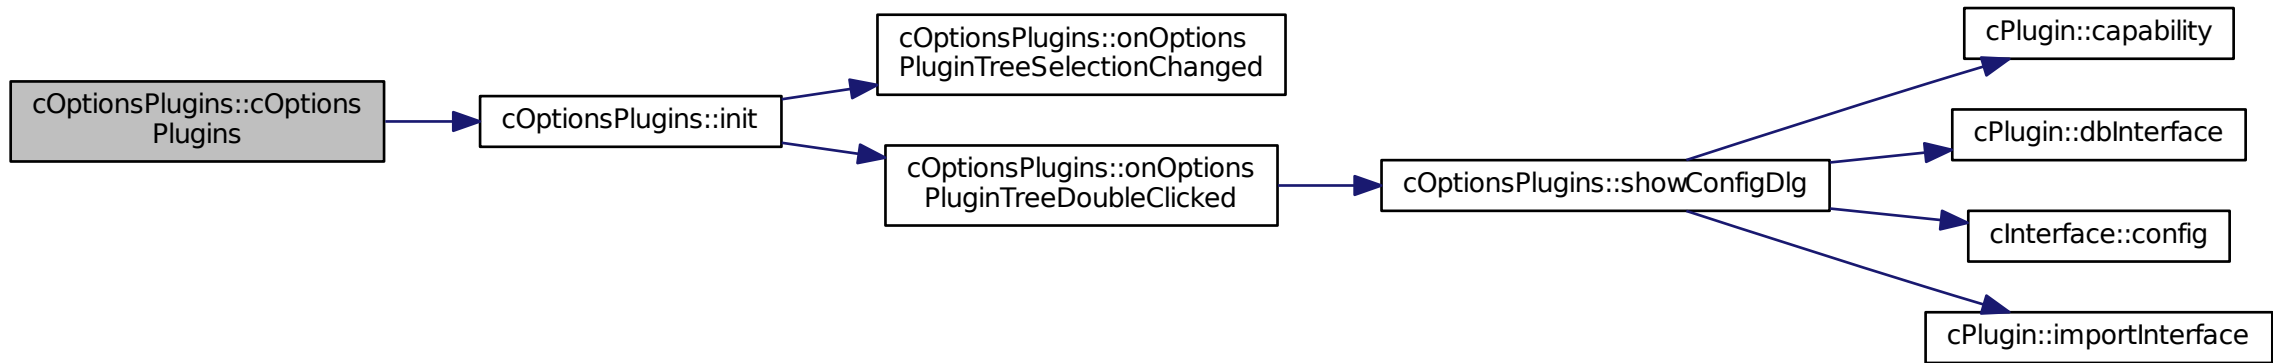 cOptionsPlugins::cOptions
Plugins
cOptionsPlugins::init
cOptionsPlugins::onOptions
PluginTreeSelectionChanged
cOptionsPlugins::onOptions
PluginTreeDoubleClicked
cOptionsPlugins::showConfigDlg
cPlugin::capability
cPlugin::dbInterface
cInterface::config
cPlugin::importInterface